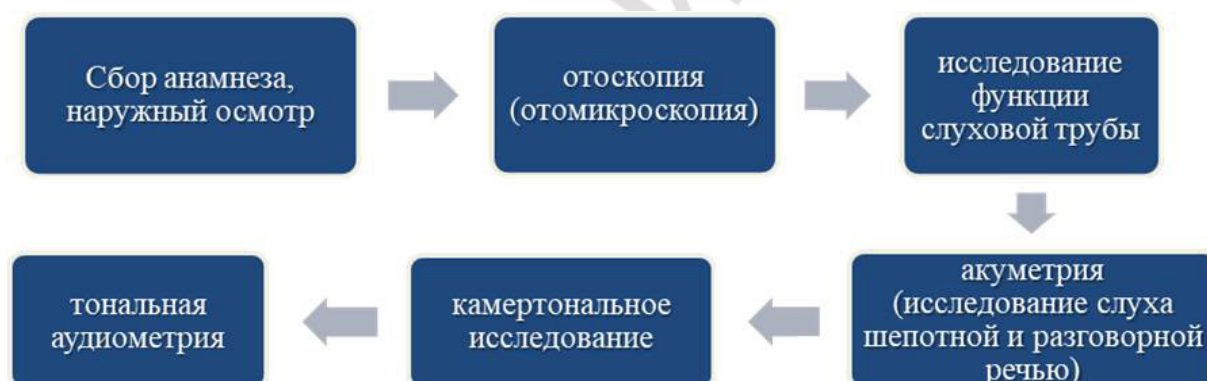 Сбор анамнеза,
наружный осмотр
отоскопия
(отомикроскопия)
исследование
функции
слуховой трубы
акуметрия
(исследование слуха
шепотной и разговорной
речью)
камертональное
исследование
тональная
аудиометрия